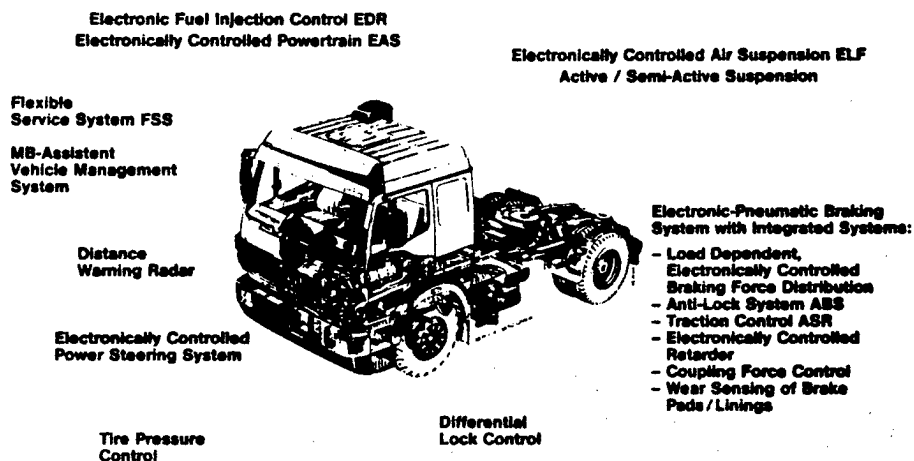 Electronic Fuel Injection Control EDR
Electronically Controlled Powertrain EAS
Electronically Controlled Air Suspension ELF
Active / Semi-Active Suspension
Flexible
Service System FSS
MB-Assistent
Vehicle Management
System
Distance
Warning Radar
Electronically Controlled
Power Steering System
Tire Pressure
Control
Differential
Lock Control
Electronic-Pneumatic Braking
System with Integrated Systems:
– Load Dependent,
Electronically Controlled
Braking Force Distribution
– Anti-Lock System ABS
– Traction Control ASR
– Electronically Controlled
Retarder
– Coupling Force Control
– Wear Sensing of Brake
Pads / Linings